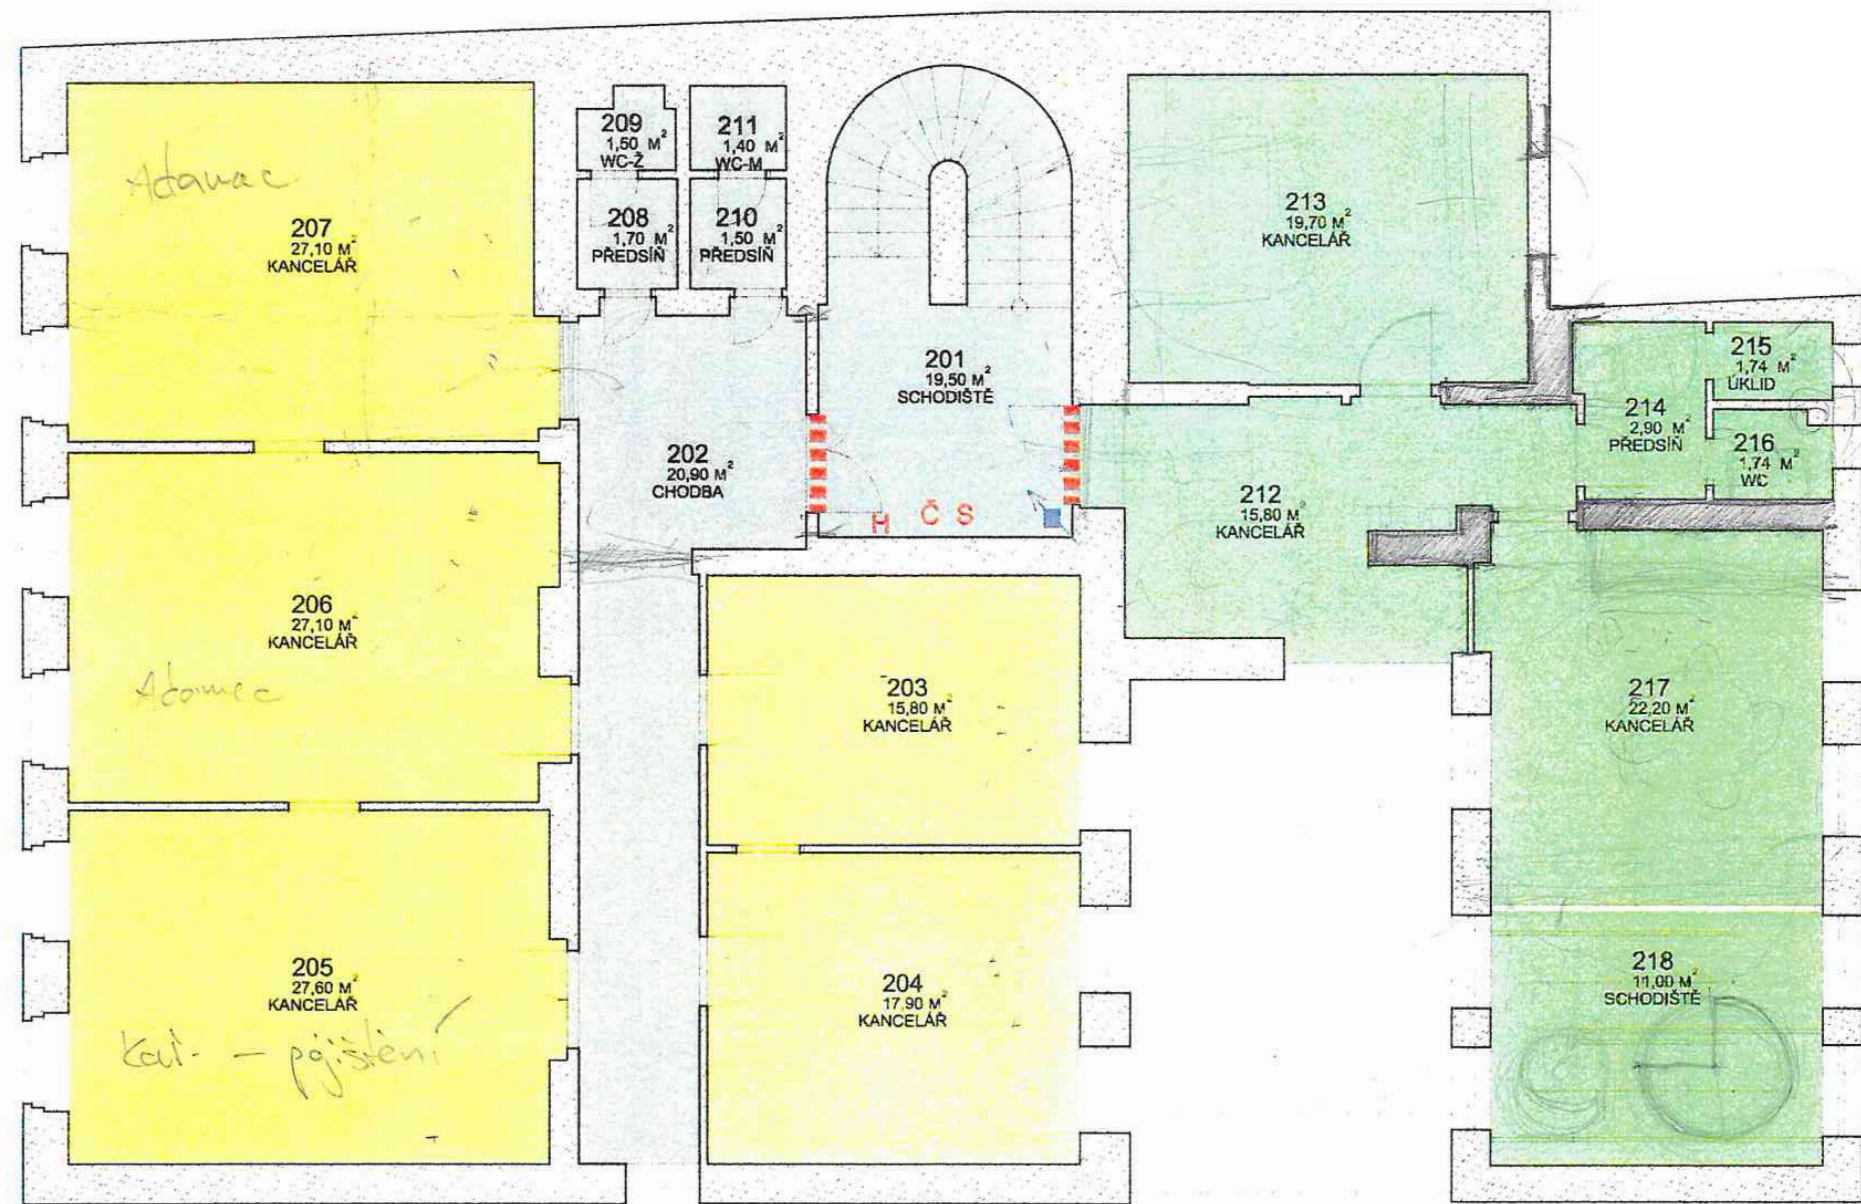 209
1,50 M²
WC-Ž
211
1,40 M²
WC-M
Adamec
207
27,10 M²
KANCELÁŘ
208
1,70 M²
PŘEDSÍŇ
210
1,50 M²
PŘEDSÍŇ
213
19,70 M²
KANCELÁŘ
201
19,50 M²
SCHODIŠTĚ
215
1,74 M²
ÚKLID
214
2,90 M²
PŘEDSÍŇ
216
1,74 M²
WC
202
20,90 M²
CHODBA
H ČS
212
15,80 M²
KANCELÁŘ
206
27,10 M²
KANCELÁŘ
Adamec
203
15,80 M²
KANCELÁŘ
217
22,20 M²
KANCELÁŘ
205
27,60 M²
KANCELÁŘ
204
17,90 M²
KANCELÁŘ
218
11,00 M²
SCHODIŠTĚ
– pojištění